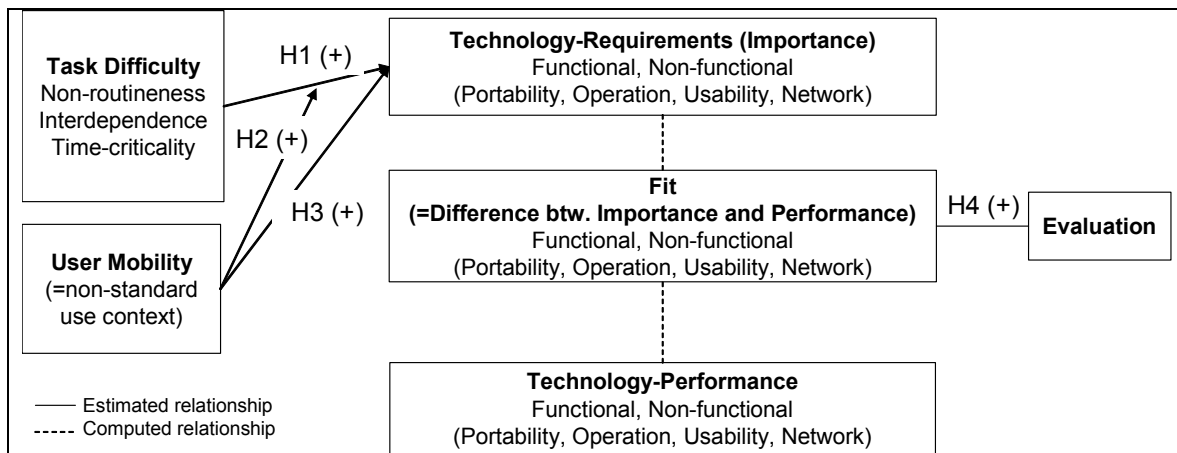 Task Difficulty
Non-routineness
Interdependence
Time-criticality
H1 (+)
H2 (+)
H3 (+)
User Mobility
(=non-standard
use context)
Technology-Requirements (Importance)
Functional, Non-functional
(Portability, Operation, Usability, Network)
Fit
(=Difference btw. Importance and Performance)
Functional, Non-functional
(Portability, Operation, Usability, Network)
H4 (+)
Evaluation
Technology-Performance
Functional, Non-functional
(Portability, Operation, Usability, Network)
Estimated relationship
Computed relationship